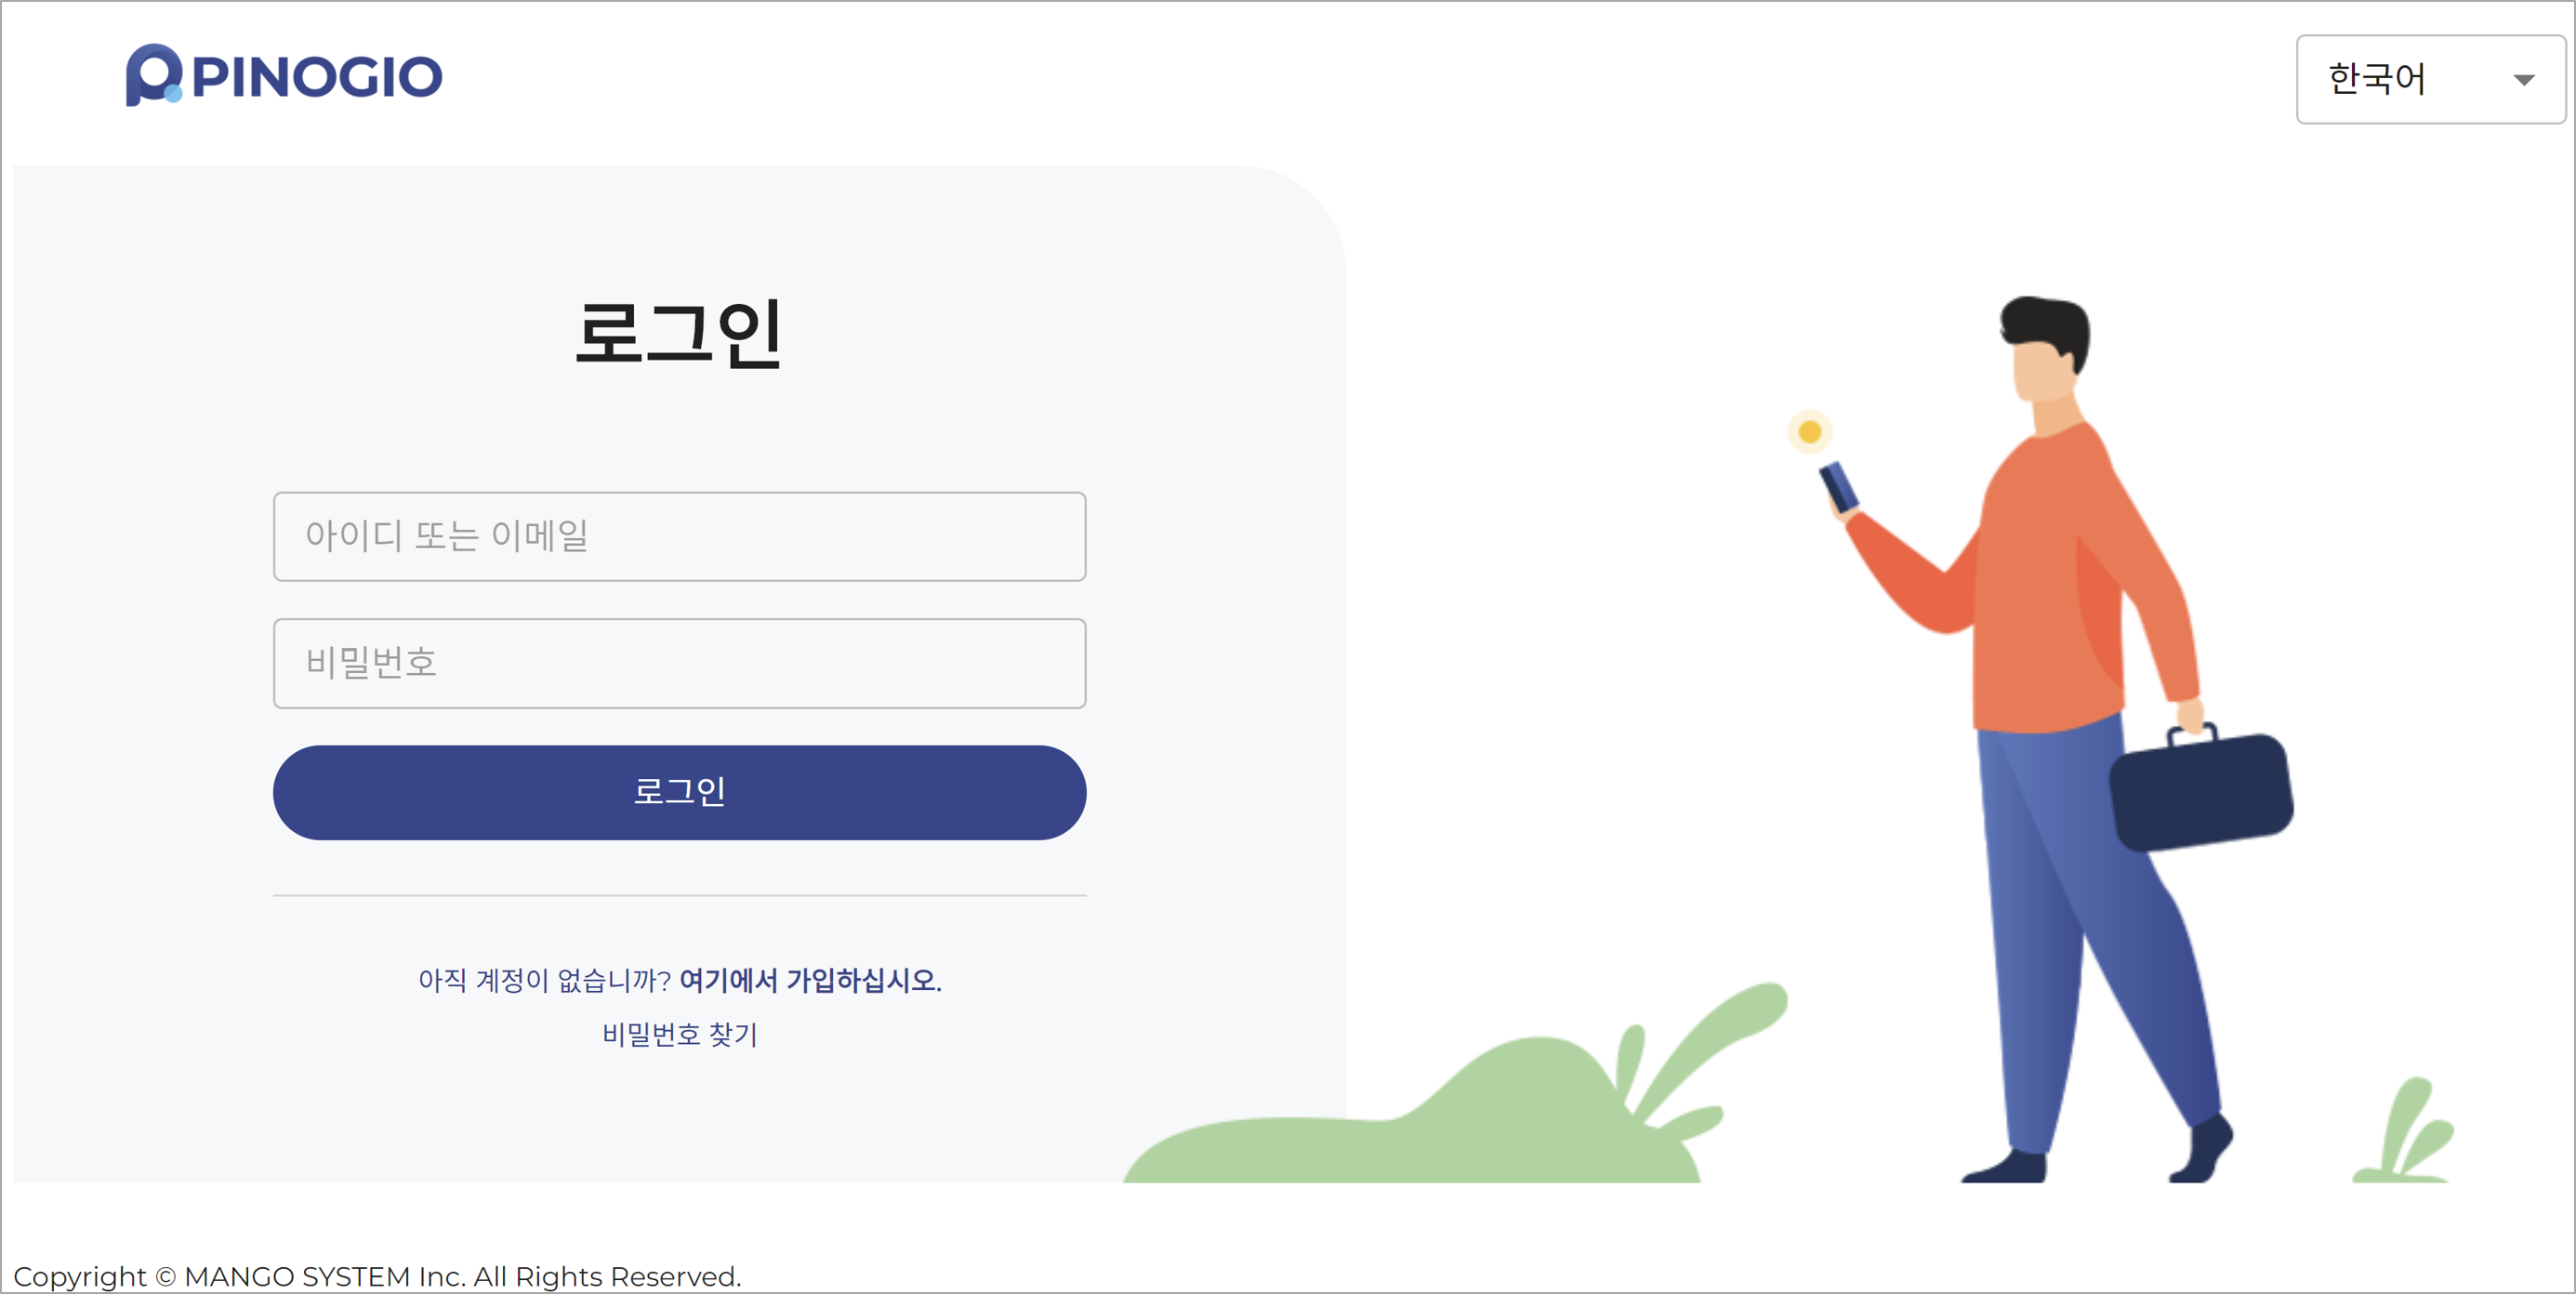 PINOGIO
한국어
로그인
아이디 또는 이메일
비밀번호
로그인
아직 계정이 없습니까? 여기에서 가입하십시오.
비밀번호 찾기
Copyright © MANGO SYSTEM Inc. All Rights Reserved.